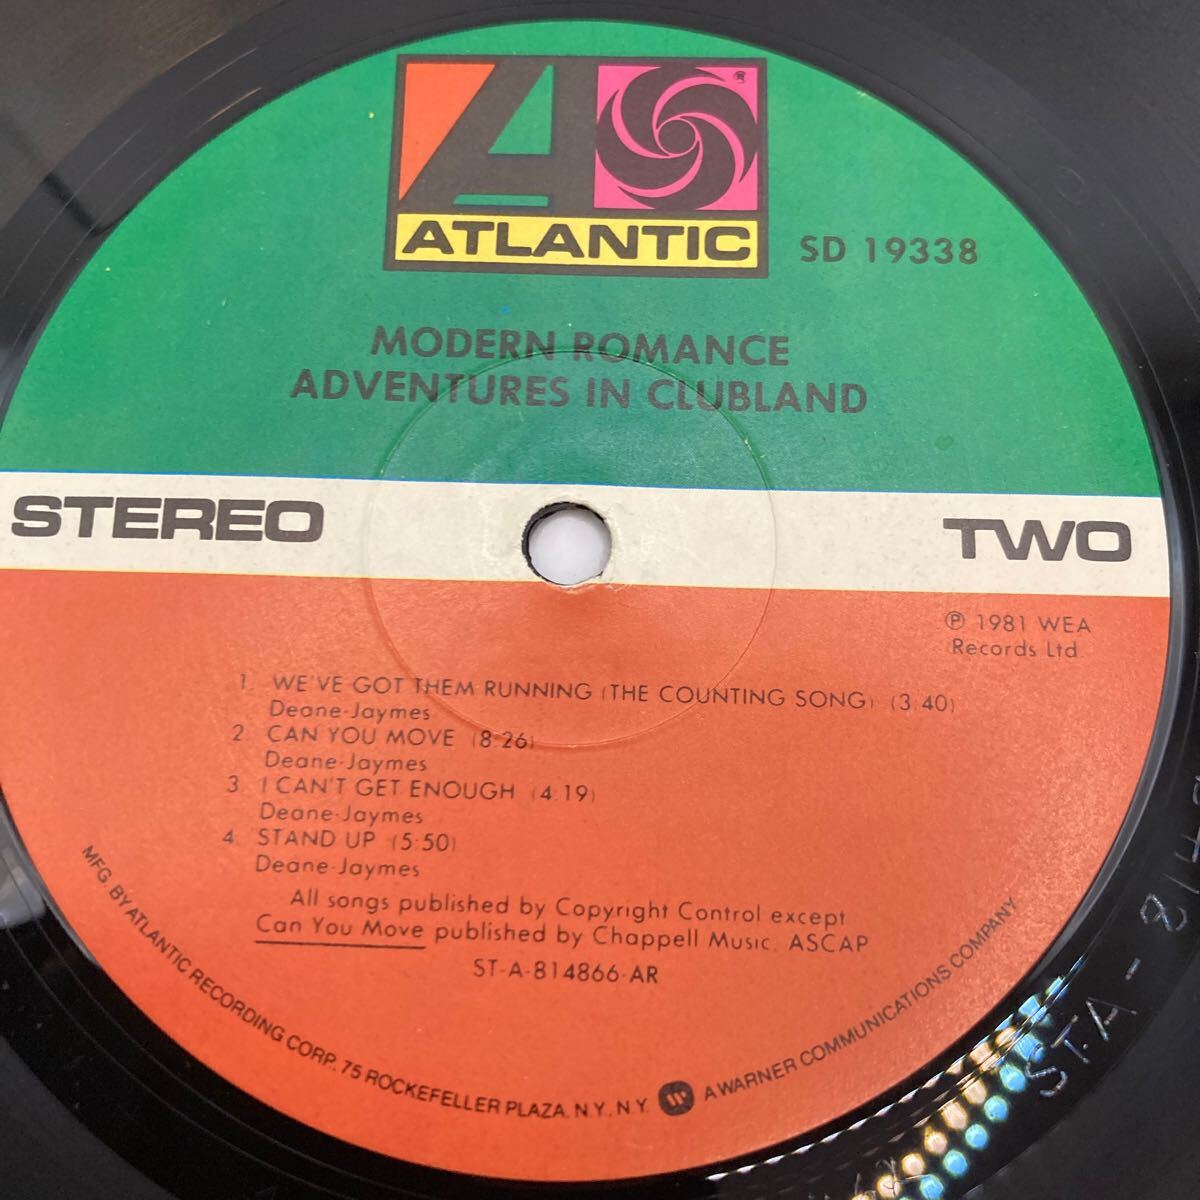 ATLANTIC
®
SD 19338
MODERN ROMANCE
ADVENTURES IN CLUBLAND
STEREO
TWO
℗ 1981 WEA
Records Ltd
1. WE'VE GOT THEM RUNNING (THE COUNTING SONG) (3:40)
Deane-Jaymes
2. CAN YOU MOVE (8:26)
Deane-Jaymes
3. I CAN'T GET ENOUGH (4:19)
Deane-Jaymes
4. STAND UP (5:50)
Deane-Jaymes
All songs published by Copyright Control except
Can You Move published by Chappell Music, ASCAP
ST-A-814866-AR
MFG. BY ATLANTIC RECORDING CORP. 75 ROCKEFELLER PLAZA. N.Y., N.Y. A WARNER COMMUNICATIONS COMPANY
STA-814